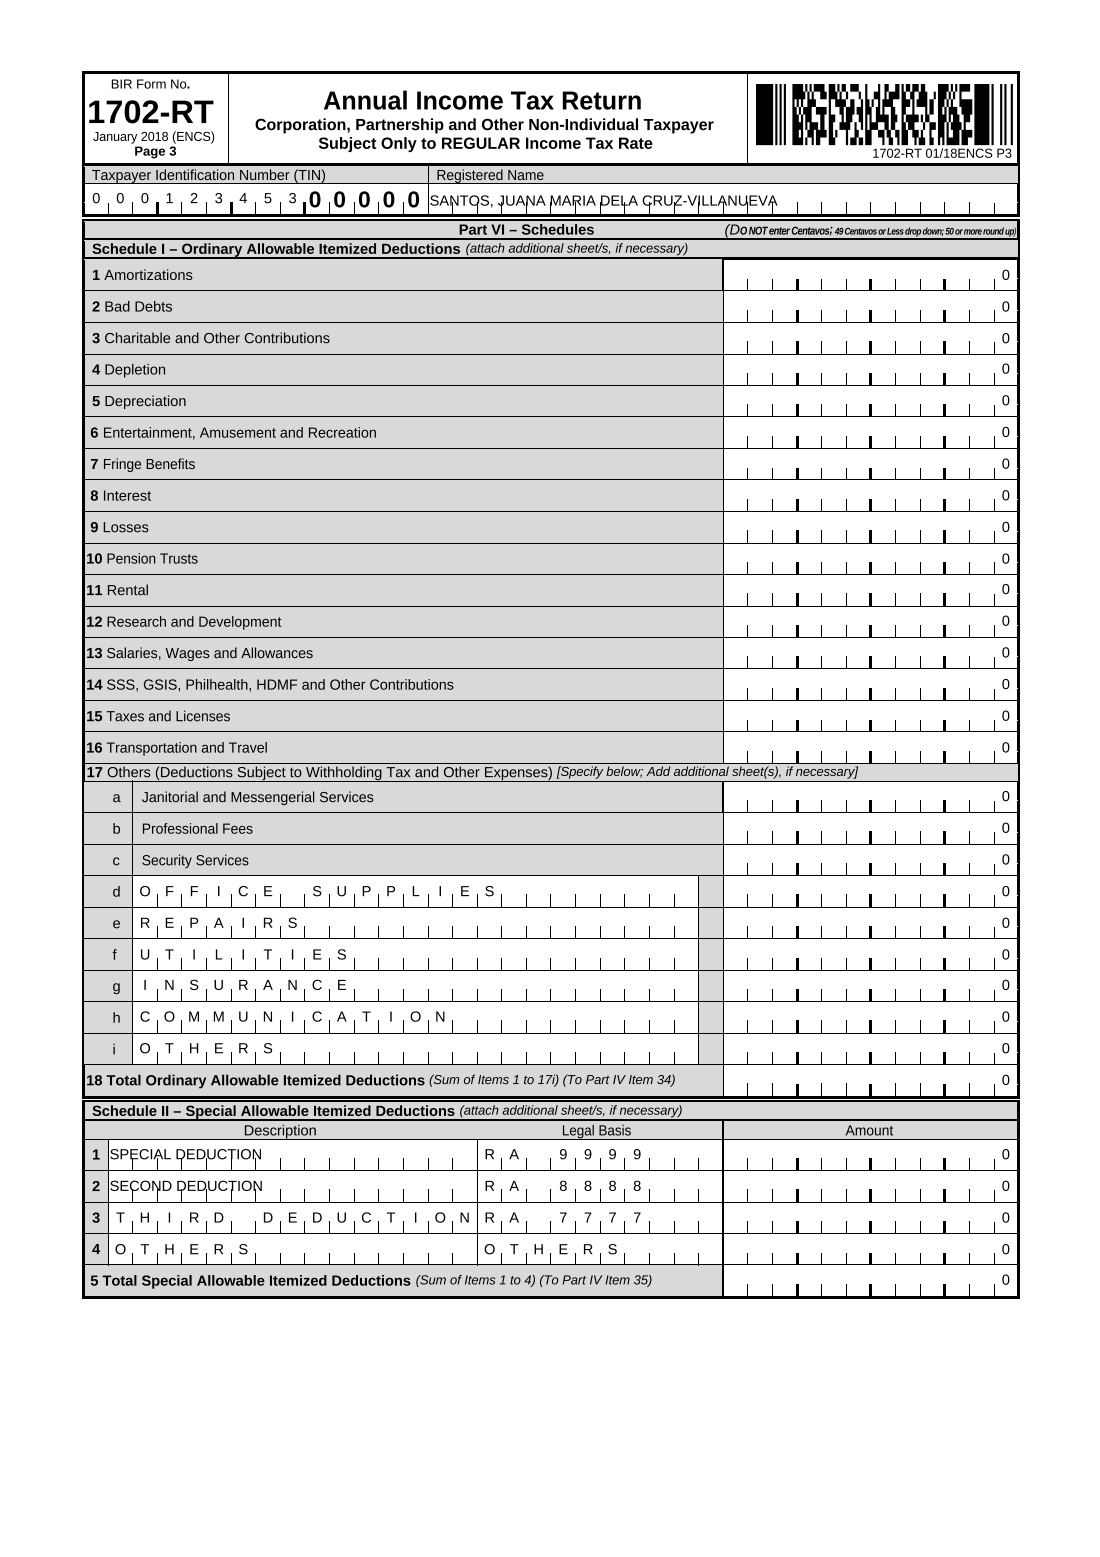 BIR Form No.
1702-RT
January 2018 (ENCS)
Page 3
Annual Income Tax Return
Corporation, Partnership and Other Non-Individual Taxpayer
Subject Only to REGULAR Income Tax Rate
1702-RT 01/18ENCS P3
Taxpayer Identification Number (TIN) Registered Name
0 0 0 1 2 3 4 5 3 0 0 0 0 0 SANTOS, JUANA MARIA DELA CRUZ-VILLANUEVA
Part VI – Schedules (DO NOT enter Centavos; 49 Centavos or Less drop down; 50 or more round up)
Schedule I – Ordinary Allowable Itemized Deductions (attach additional sheet/s, if necessary)
1 Amortizations 0
2 Bad Debts 0
3 Charitable and Other Contributions 0
4 Depletion 0
5 Depreciation 0
6 Entertainment, Amusement and Recreation 0
7 Fringe Benefits 0
8 Interest 0
9 Losses 0
10 Pension Trusts 0
11 Rental 0
12 Research and Development 0
13 Salaries, Wages and Allowances 0
14 SSS, GSIS, Philhealth, HDMF and Other Contributions 0
15 Taxes and Licenses 0
16 Transportation and Travel 0
17 Others (Deductions Subject to Withholding Tax and Other Expenses) [Specify below; Add additional sheet(s), if necessary]
a Janitorial and Messengerial Services 0
b Professional Fees 0
c Security Services 0
d OFFICE SUPPLIES 0
e REPAIRS 0
f UTILITIES 0
g INSURANCE 0
h COMMUNICATION 0
i OTHERS 0
18 Total Ordinary Allowable Itemized Deductions (Sum of Items 1 to 17i) (To Part IV Item 34) 0
Schedule II – Special Allowable Itemized Deductions (attach additional sheet/s, if necessary)
Description Legal Basis Amount
1 SPECIAL DEDUCTION RA 9999 0
2 SECOND DEDUCTION RA 8888 0
3 THIRD DEDUCTION RA 7777 0
4 OTHERS OTHERS 0
5 Total Special Allowable Itemized Deductions (Sum of Items 1 to 4) (To Part IV Item 35) 0